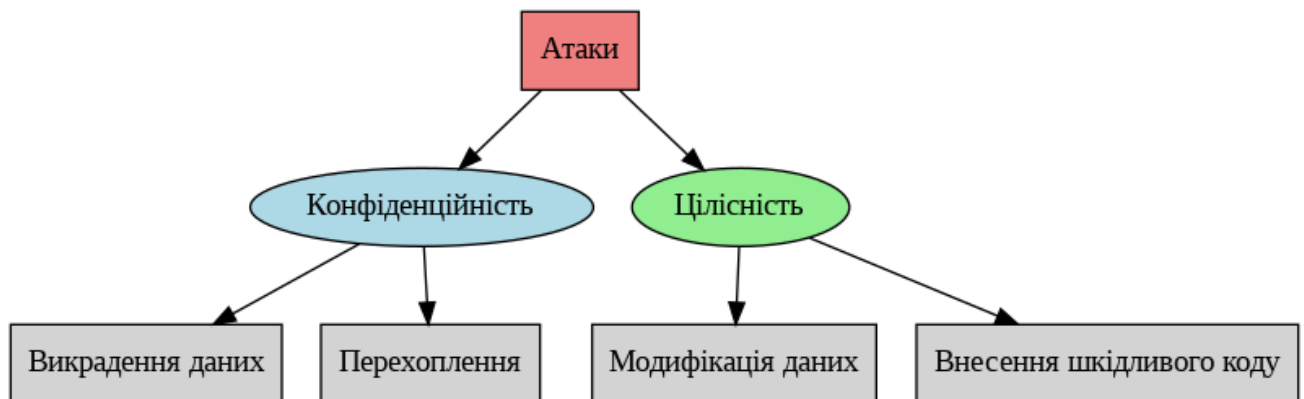 Атаки
Конфіденційність
Цілісність
Викрадення даних
Перехоплення
Модифікація даних
Внесення шкідливого коду